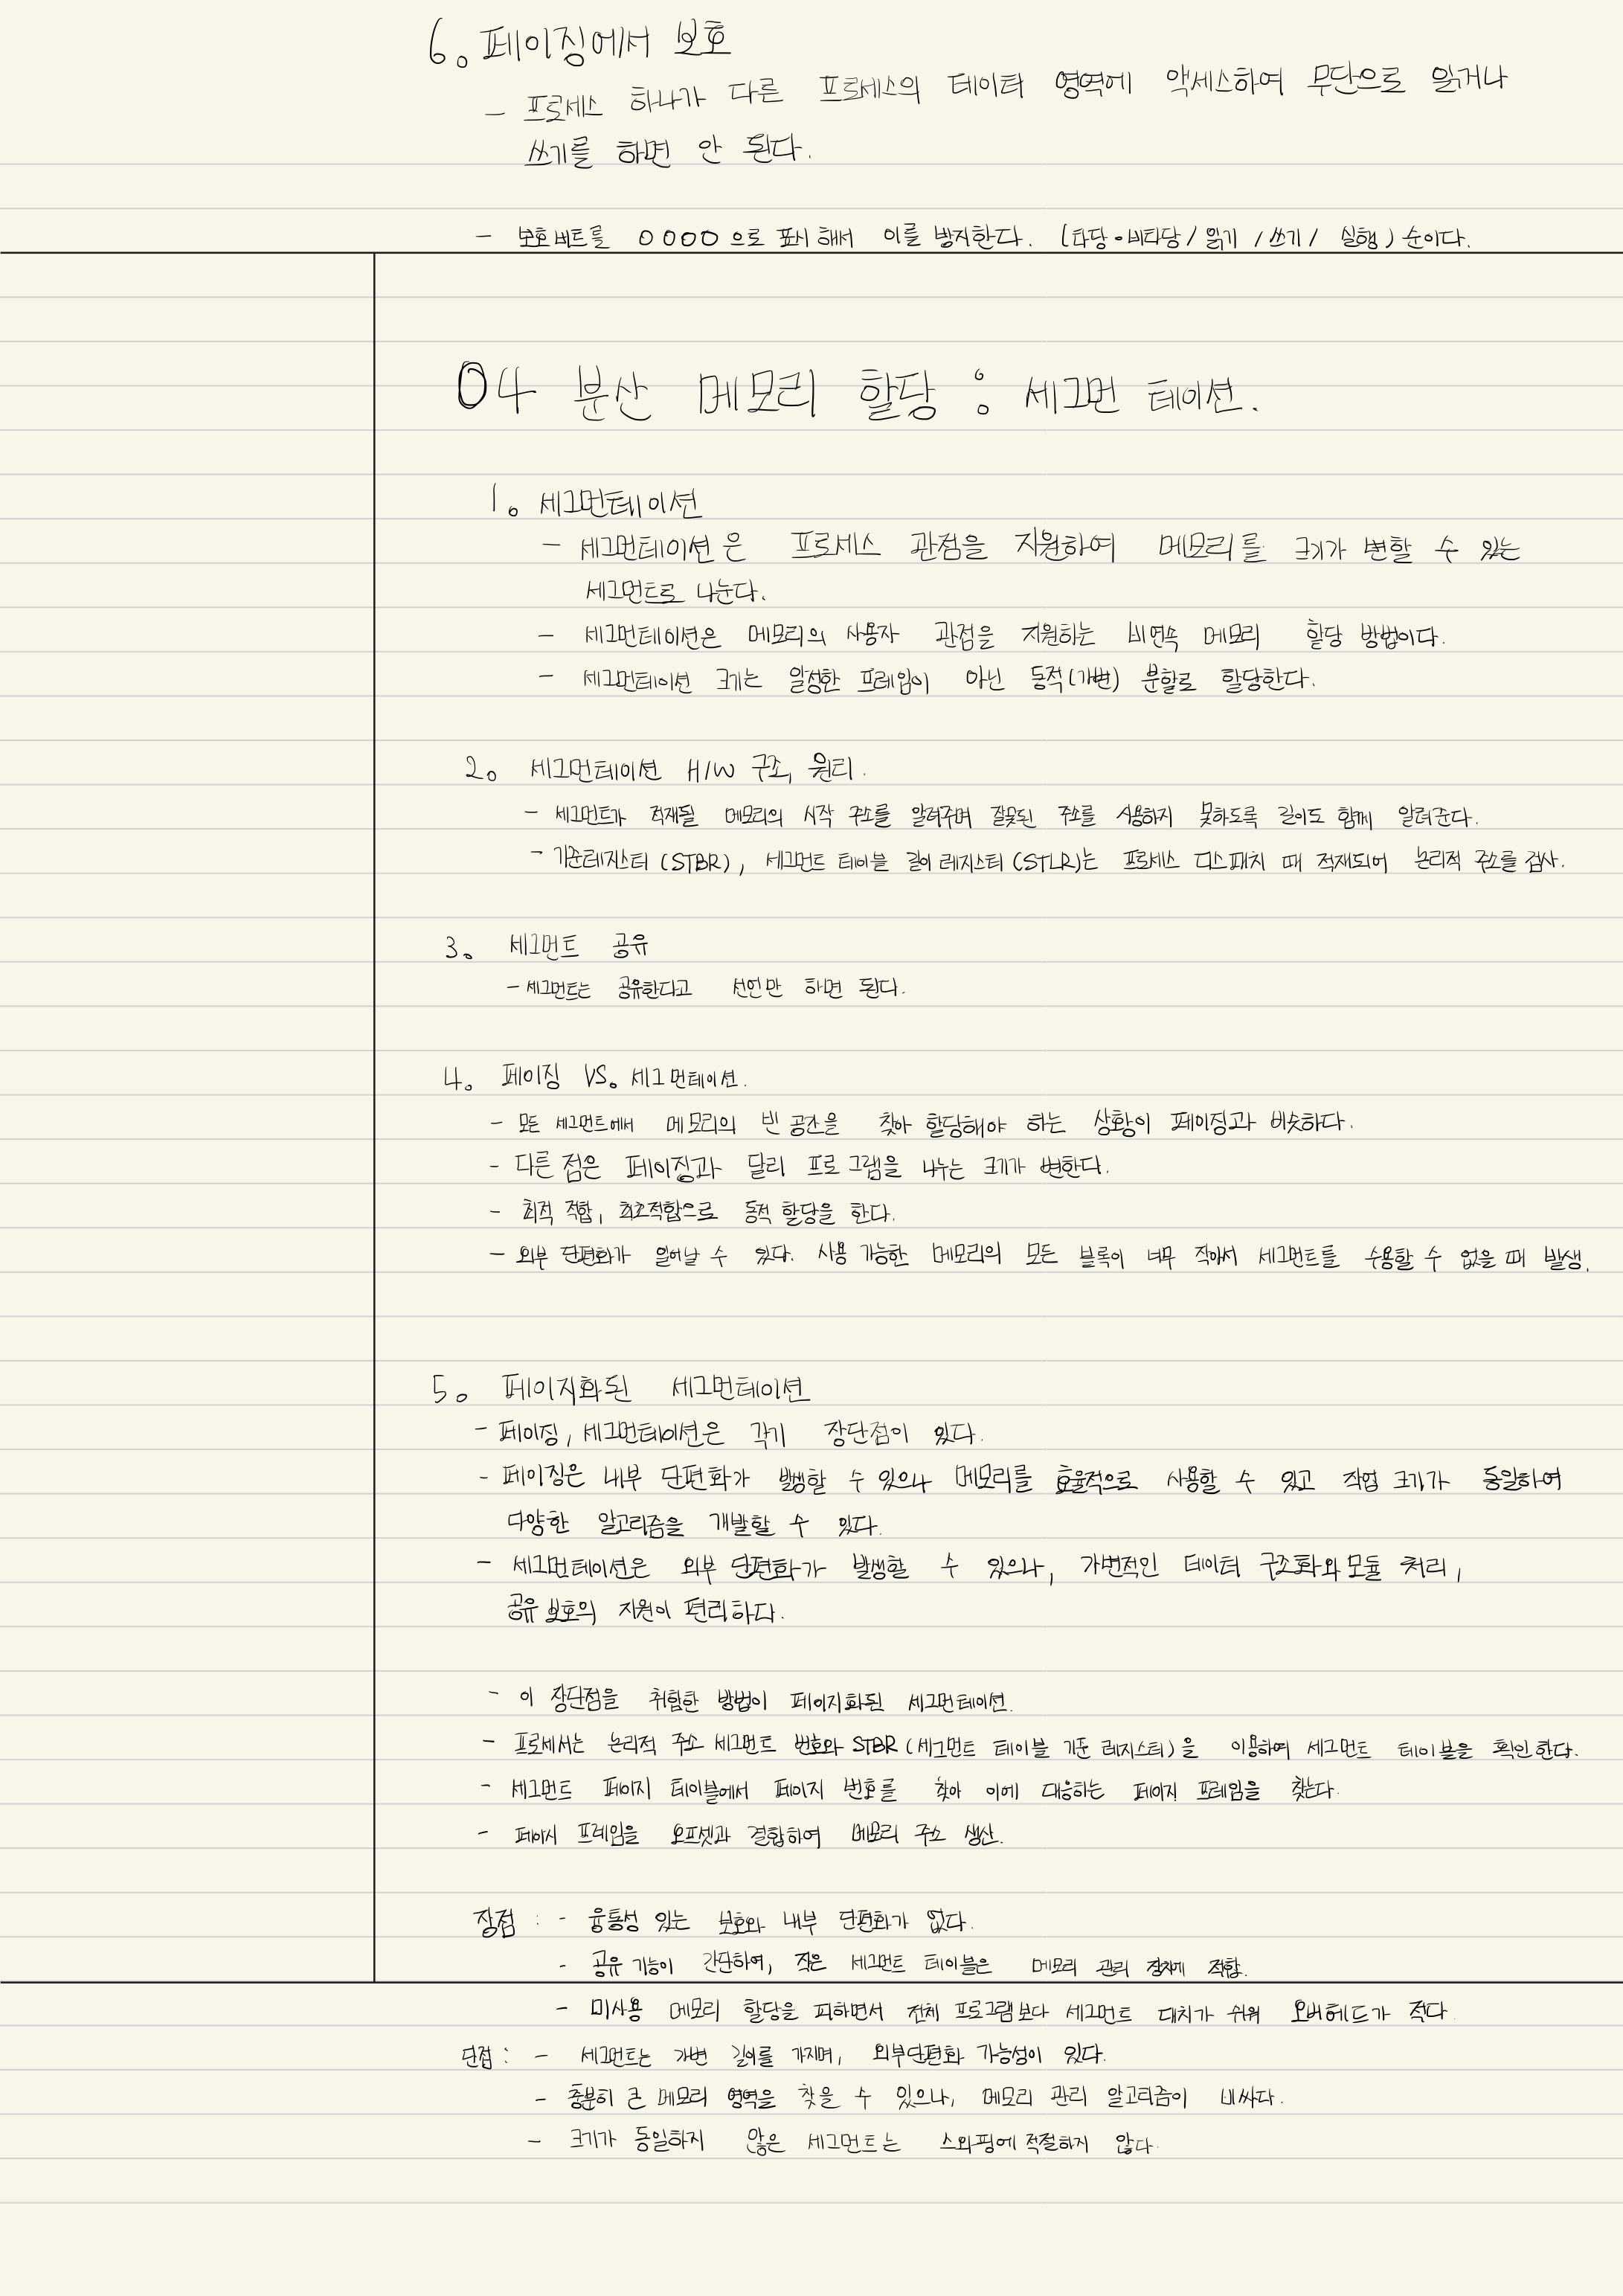 6. 페이징에서 보호
- 프로세스 하나가 다른 프로세스의 데이터 영역에 액세스하여 무단으로 읽거나
쓰기를 하면 안 된다.
- 보호 비트를 0000으로 표시해서 이를 방지한다. (타당·비타당 / 읽기 / 쓰기 / 실행) 순이다.
04 분산 메모리 할당 : 세그먼테이션.
1. 세그먼테이션
- 세그먼테이션은 프로세스 관점을 지원하여 메모리를 크기가 변할 수 있는
세그먼트로 나눈다.
- 세그먼테이션은 메모리의 사용자 관점을 지원하는 비연속 메모리 할당 방법이다.
- 세그먼테이션 크기는 일정한 프레임이 아닌 동적(가변) 분할로 할당한다.
2. 세그먼테이션 H/W 구조, 원리.
- 세그먼트가 적재될 메모리의 시작 주소를 알려주며 잘못된 주소를 사용하지 못하도록 길이도 함께 알려준다.
- 기준레지스터(STBR), 세그먼트 테이블 길이 레지스터(STLR)는 프로세스 디스패치 때 적재되어 논리적 주소를 검사.
3. 세그먼트 공유
- 세그먼트는 공유한다고 선언만 하면 된다.
4. 페이징 VS. 세그먼테이션.
- 모든 세그먼트에서 메모리의 빈 공간을 찾아 할당해야 하는 상황이 페이징과 비슷하다.
- 다른 점은 페이징과 달리 프로그램을 나누는 크기가 변한다.
- 최적 적합, 최초적합으로 동적 할당을 한다.
- 외부 단편화가 일어날 수 있다. 사용 가능한 메모리의 모든 블록이 너무 작아서 세그먼트를 수용할 수 없을 때 발생.
5. 페이지화된 세그먼테이션
- 페이징, 세그먼테이션은 각기 장단점이 있다.
- 페이징은 내부 단편화가 발생할 수 있으나 메모리를 효율적으로 사용할 수 있고 작업 크기가 동일하여
다양한 알고리즘을 개발할 수 있다.
- 세그먼테이션은 외부 단편화가 발생할 수 있으나, 가변적인 데이터 구조화와 모듈 처리,
공유 보호의 지원이 편리하다.
- 이 장단점을 취합한 방법이 페이지화된 세그먼테이션.
- 프로세서는 논리적 주소 세그먼트 번호와 STBR(세그먼트 테이블 기준 레지스터)을 이용하여 세그먼트 테이블을 확인한다.
- 세그먼트 페이지 테이블에서 페이지 번호를 찾아 이에 대응하는 페이지 프레임을 찾는다.
- 페이시 프레임을 오프셋과 결합하여 메모리 주소 생산.
장점 : - 융통성 있는 보호와 내부 단편화가 없다.
- 공유 기능이 간단하여, 적은 세그먼트 테이블은 메모리 관리 적합.
- 미사용 메모리 할당을 피하면서 전체 프로그램보다 세그먼트 대치가 쉬워 오버헤드가 적다
단점 : - 세그먼트는 가변 길이를 가지며, 외부단편화 가능성이 있다.
- 충분히 큰 메모리 영역을 찾을 수 있으나, 메모리 관리 알고리즘이 비싸다.
- 크기가 동일하지 않은 세그먼트는 스와핑에 적절하지 않다.